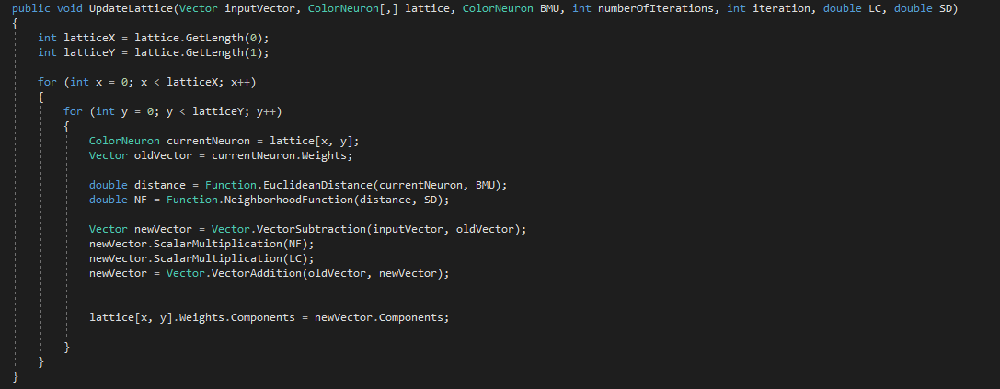 public void UpdateLattice(Vector inputVector, ColorNeuron[,] lattice, ColorNeuron BMU, int numberOfIterations, int iteration, double LC, double SD)
{
    int latticeX = lattice.GetLength(0);
    int latticeY = lattice.GetLength(1);

    for (int x = 0; x < latticeX; x++)
    {
        for (int y = 0; y < latticeY; y++)
        {
            ColorNeuron currentNeuron = lattice[x, y];
            Vector oldVector = currentNeuron.Weights;

            double distance = Function.EuclideanDistance(currentNeuron, BMU);
            double NF = Function.NeighborhoodFunction(distance, SD);

            Vector newVector = Vector.VectorSubtraction(inputVector, oldVector);
            newVector.ScalarMultiplication(NF);
            newVector.ScalarMultiplication(LC);
            newVector = Vector.VectorAddition(oldVector, newVector);


            lattice[x, y].Weights.Components = newVector.Components;

        }
    }
}